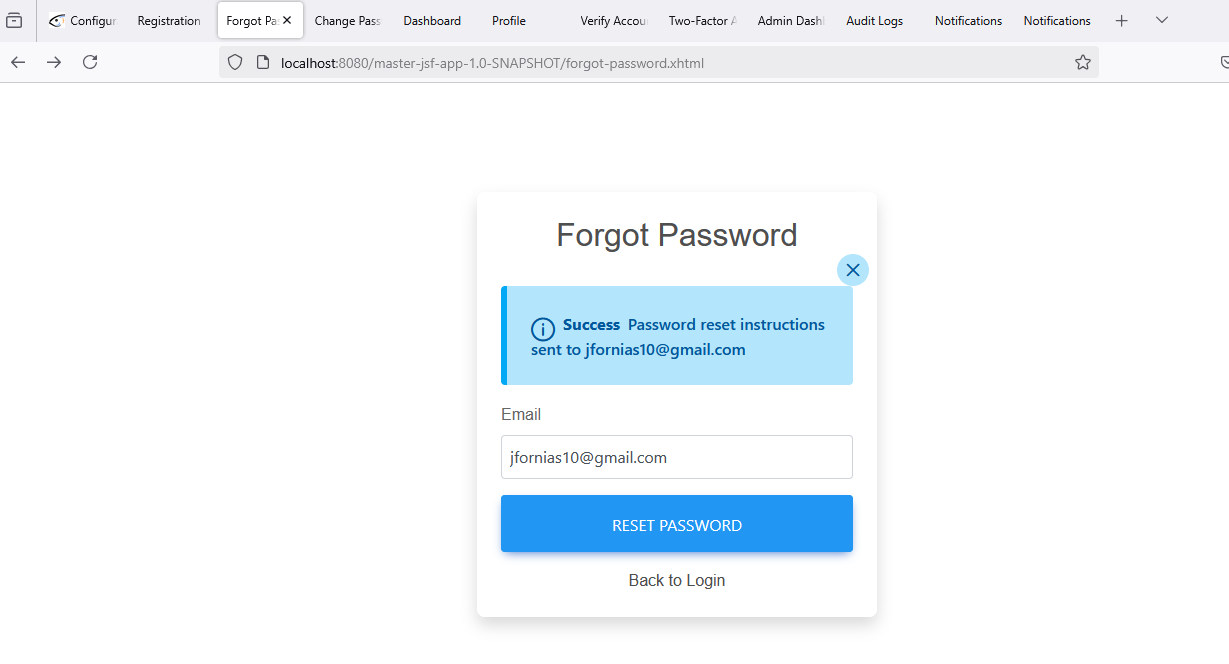 Configur Registration Forgot Pa Change Pass Dashboard Profile Verify Accou Two-Factor A Admin Dash Audit Logs Notifications Notifications
localhost:8080/master-jsf-app-1.0-SNAPSHOT/forgot-password.xhtml
Forgot Password
Success Password reset instructions
sent to jfornias10@gmail.com
Email
jfornias10@gmail.com
RESET PASSWORD
Back to Login